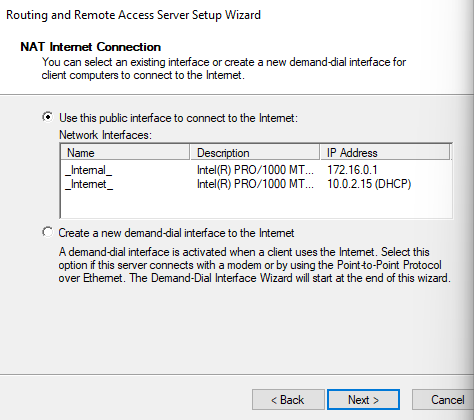 Routing and Remote Access Server Setup Wizard
NAT Internet Connection
You can select an existing interface or create a new demand-dial interface for
client computers to connect to the Internet.
Use this public interface to connect to the Internet:
Network Interfaces:
Name Description IP Address
_Internal_ Intel(R) PRO/1000 MT... 172.16.0.1
_Internet_ Intel(R) PRO/1000 MT... 10.0.2.15 (DHCP)
Create a new demand-dial interface to the Internet
A demand-dial interface is activated when a client uses the Internet. Select this
option if this server connects with a modem or by using the Point-to-Point Protocol
over Ethernet. The Demand-Dial Interface Wizard will start at the end of this wizard.
< Back Next > Cancel